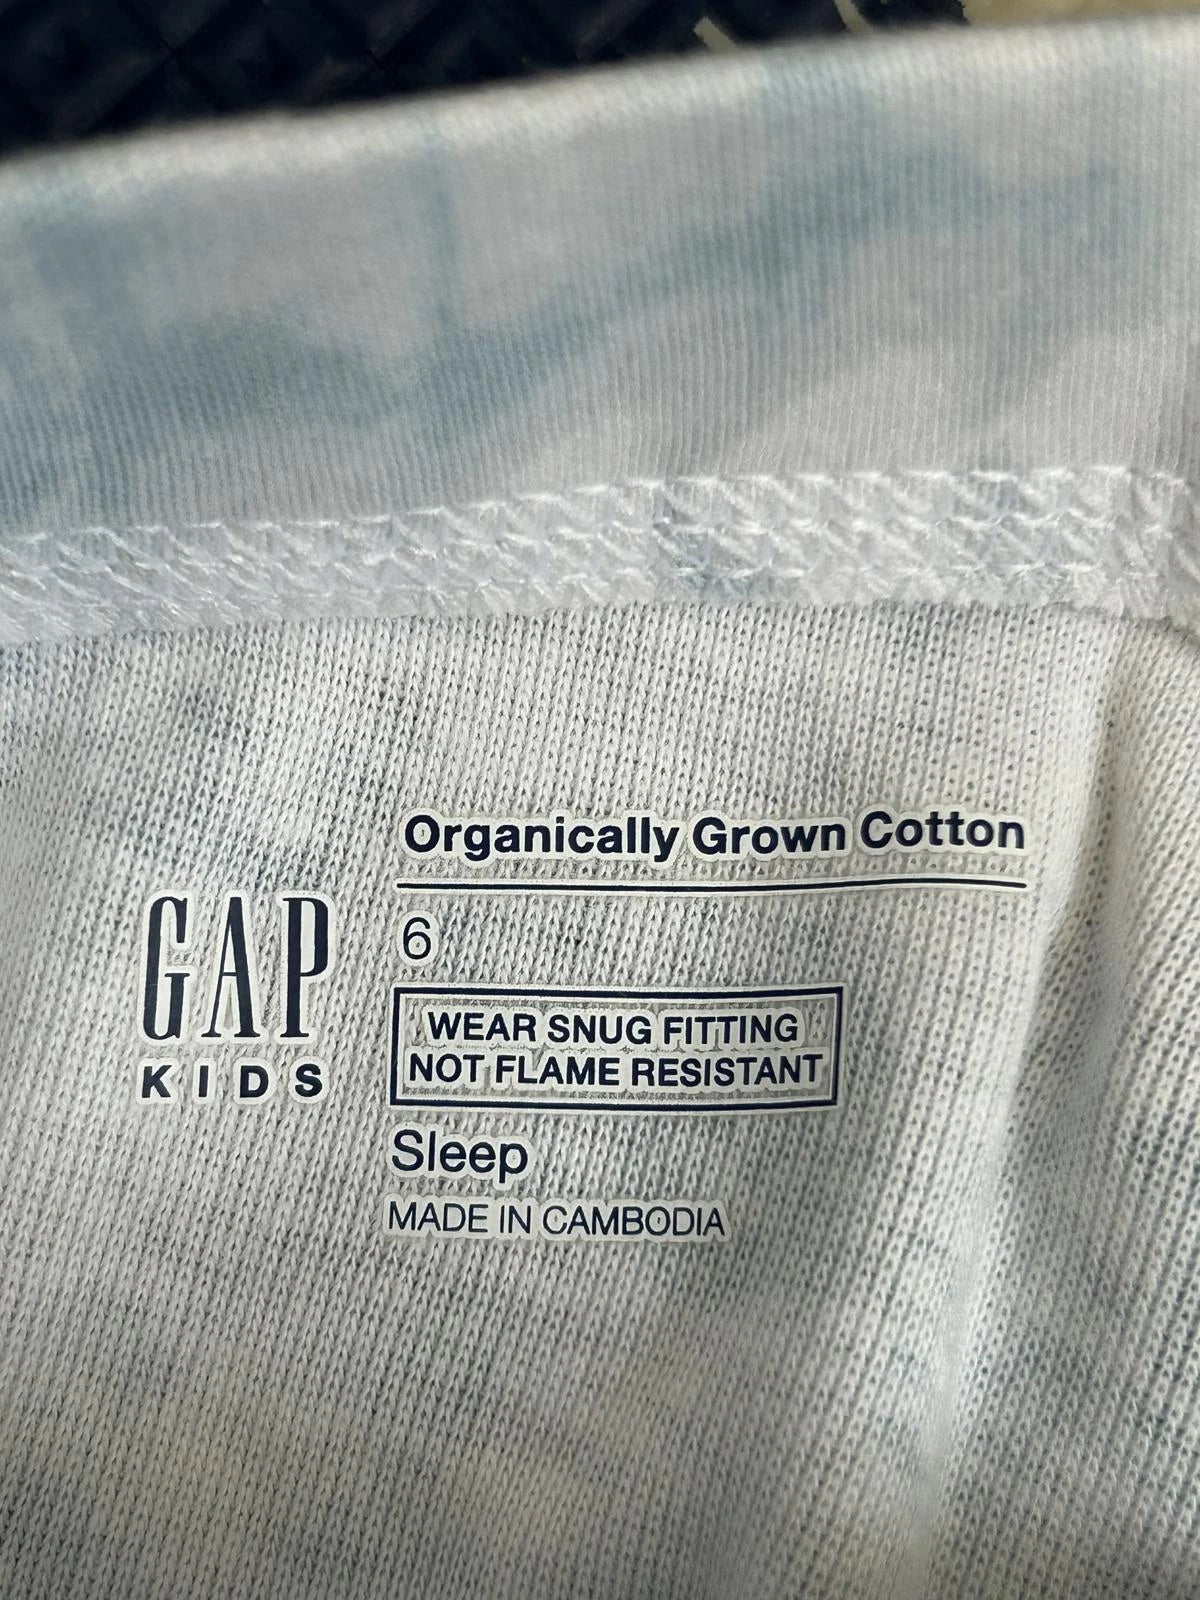 GAP
KIDS
Organically Grown Cotton
6
WEAR SNUG FITTING
NOT FLAME RESISTANT
Sleep
MADE IN CAMBODIA